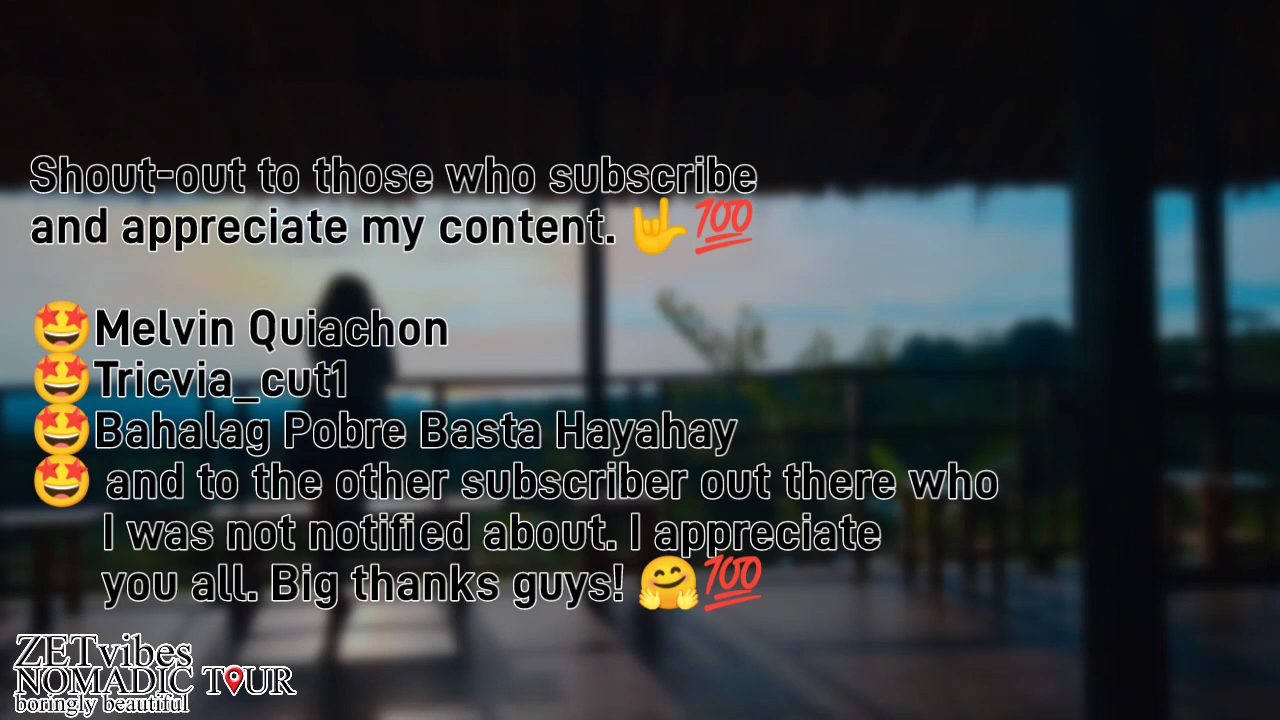 Shout-out to those who subscribe
and appreciate my content. 🤟💯
🤩Melvin Quiachon
🤩Tricvia_cut1
🤩Bahalag Pobre Basta Hayahay
🤩 and to the other subscriber out there who
I was not notified about. I appreciate
you all. Big thanks guys! 🤗💯
ZETvibes
NOMADIC TOUR
boringly beautiful